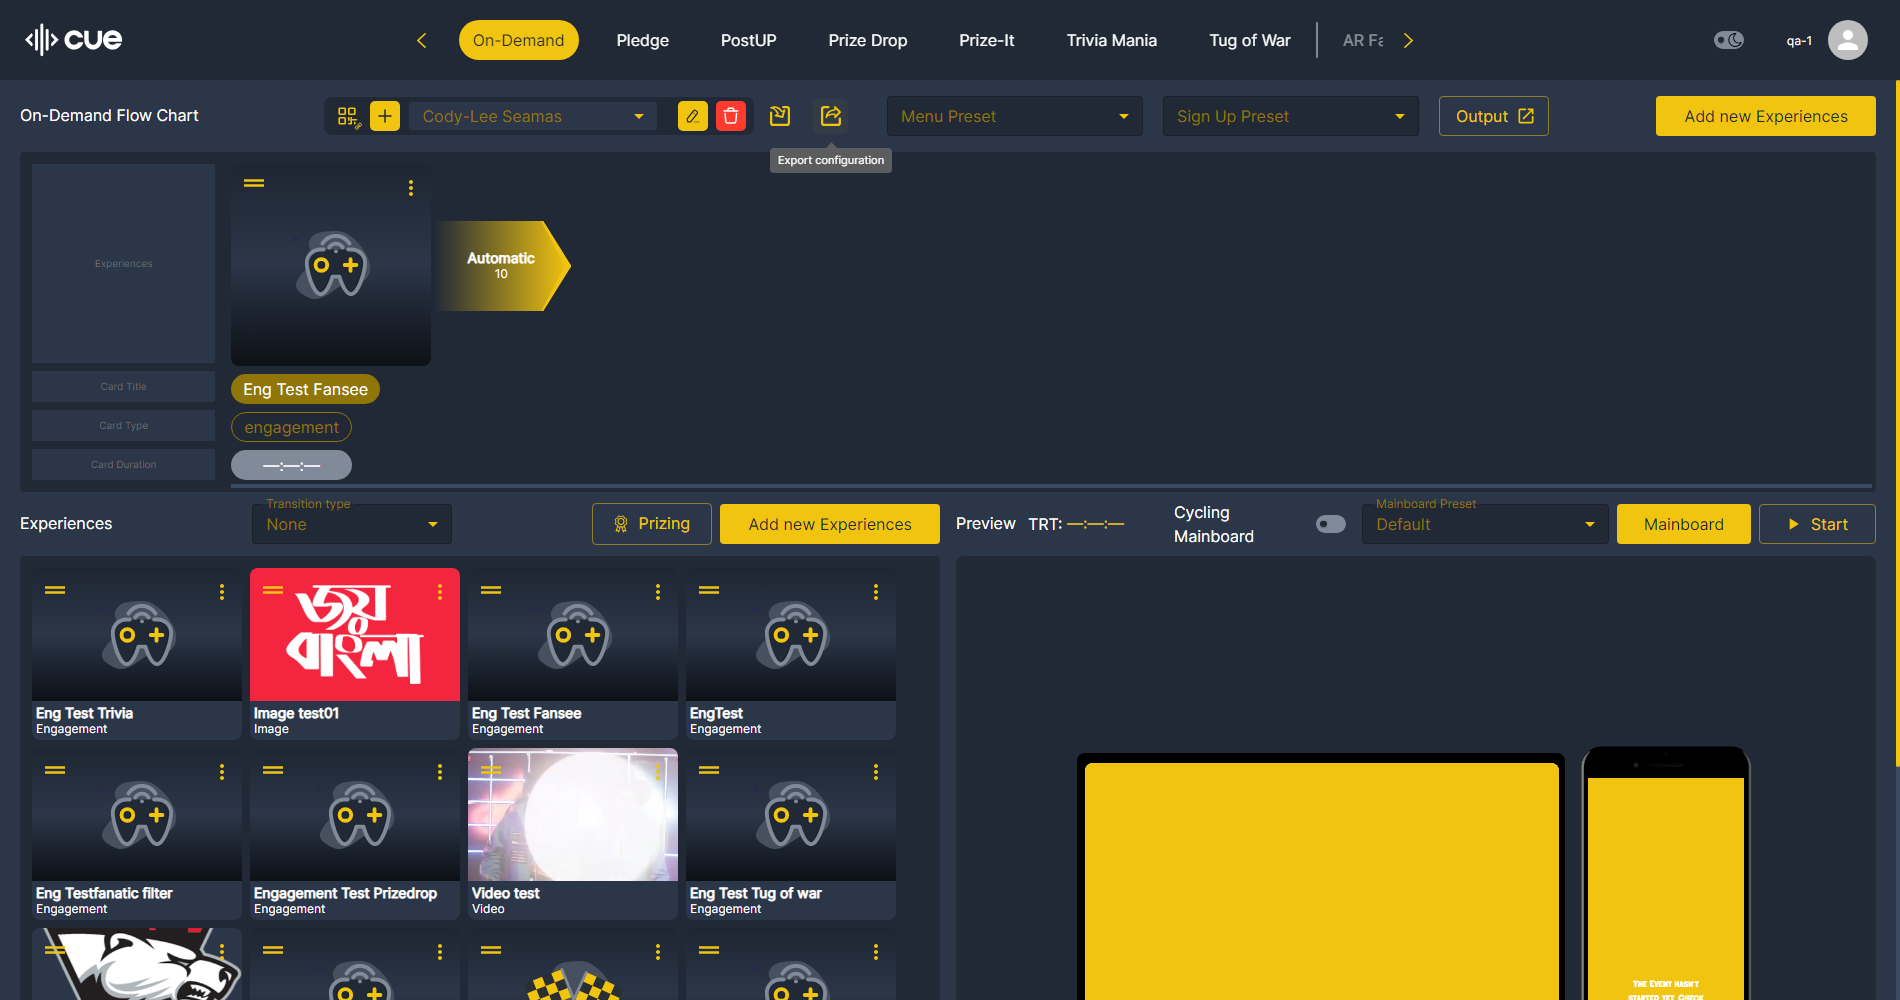 cue
On-Demand
Pledge
PostUP
Prize Drop
Prize-It
Trivia Mania
Tug of War
AR Fa
qa-1
On-Demand Flow Chart
Cody-Lee Seamas
Menu Preset
Sign Up Preset
Output
Add new Experiences
Export configuration
Experiences
Automatic
10
Card Title
Eng Test Fansee
Card Type
engagement
Card Duration
—:—:—
Experiences
Transition type
None
Prizing
Add new Experiences
Preview
TRT: —:—:—
Cycling
Mainboard
Mainboard Preset
Default
Mainboard
Start
জয়
বাংলা
Eng Test Trivia
Engagement
Image test01
Image
Eng Test Fansee
Engagement
EngTest
Engagement
Eng Testfanatic filter
Engagement
Engagement Test Prizedrop
Engagement
Video test
Video
Eng Test Tug of war
Engagement
The Event hasn't
started yet. Check